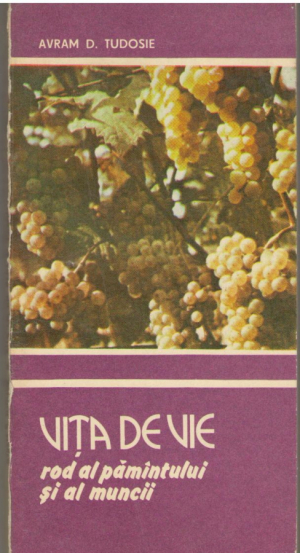 AVRAM D. TUDOSIE
VIȚA DE VIE
rod al pămîntului
și al muncii